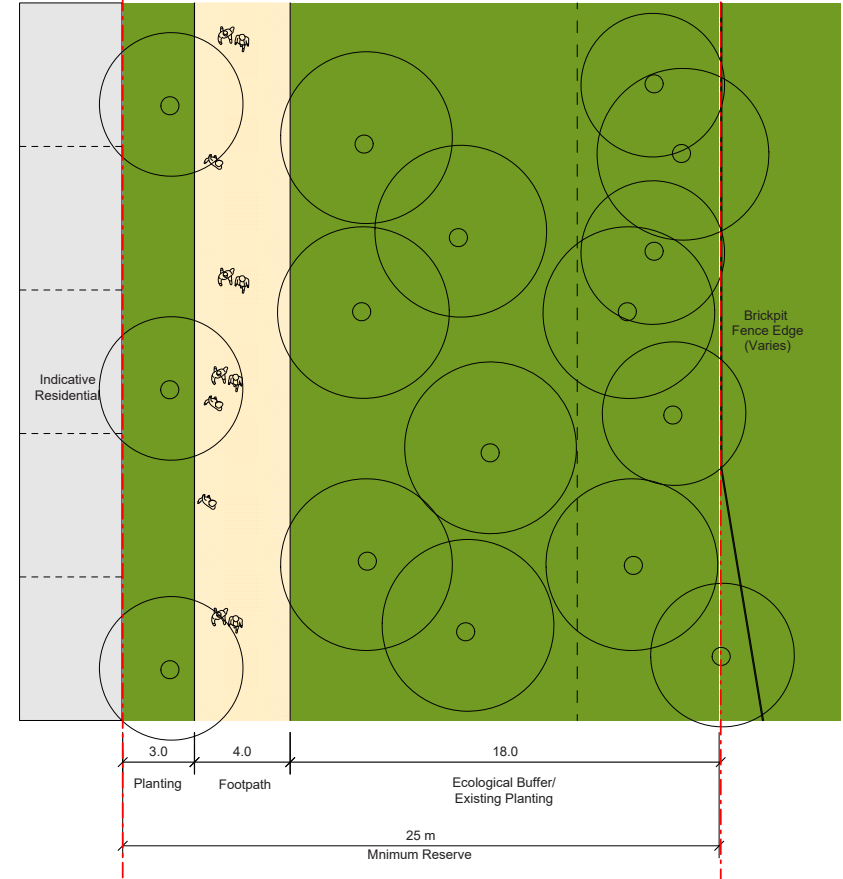 Brickpit
Fence Edge
(Varies)
Indicative
Residential
3.0
4.0
18.0
Planting
Footpath
Ecological Buffer/
Existing Planting
25 m
Mnimum Reserve